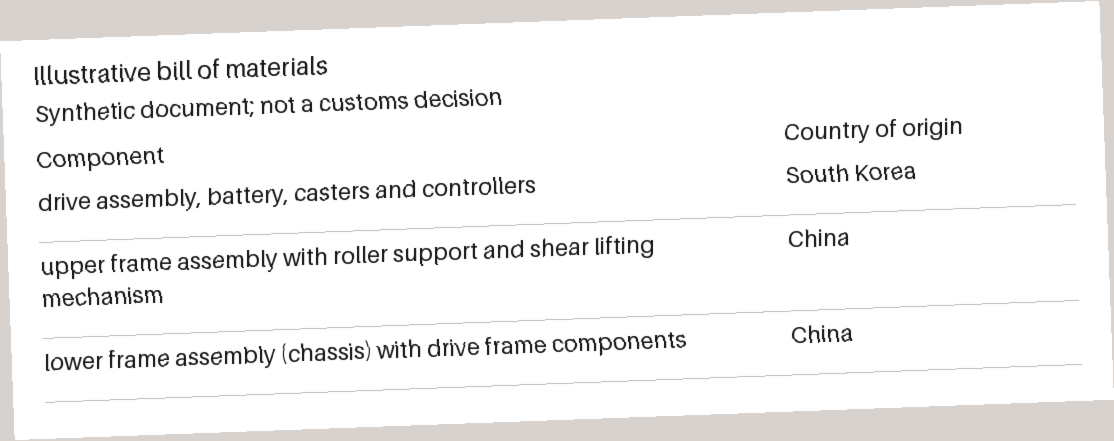 Illustrative bill of materials
Synthetic document; not a customs decision
Component Country of origin
drive assembly, battery, casters and controllers South Korea
upper frame assembly with roller support and shear lifting China
mechanism
lower frame assembly (chassis) with drive frame components China